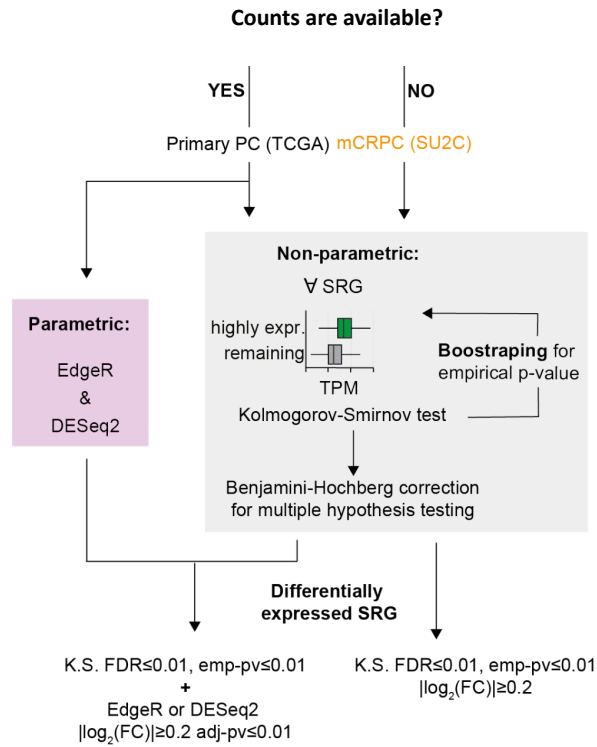 Counts are available?
YES
NO
Primary PC (TCGA)
mCRPC (SU2C)
Parametric:
EdgeR
&
DESeq2
Non-parametric:
∀ SRG
highly expr.
remaining
TPM
Kolmogorov-Smirnov test
Boostraping for
empirical p-value
Benjamini-Hochberg correction
for multiple hypothesis testing
Differentially
expressed SRG
K.S. FDR≤0.01, emp-pv≤0.01
+
EdgeR or DESeq2
|log₂(FC)|≥0.2 adj-pv≤0.01
K.S. FDR≤0.01, emp-pv≤0.01
|log₂(FC)|≥0.2